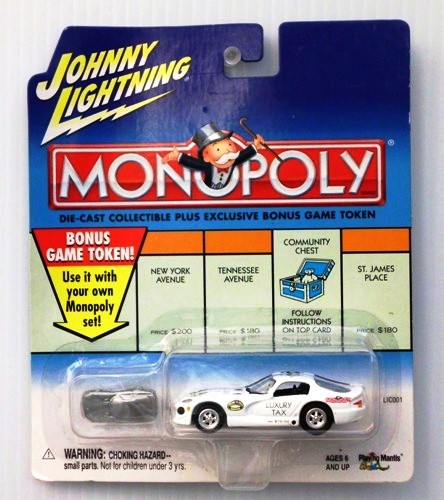 JOHNNY
LIGHTNING
MONOPOLY
DIE-CAST COLLECTIBLE PLUS EXCLUSIVE BONUS GAME TOKEN
BONUS
GAME TOKEN!
Use it with
your own
Monopoly
set!
NEW YORK
AVENUE
PRICE $200
TENNESSEE
AVENUE
PRICE $180
COMMUNITY
CHEST
FOLLOW
INSTRUCTIONS
ON TOP CARD
ST. JAMES
PLACE
PRICE $180
LUXURY
TAX
LIC001
WARNING: CHOKING HAZARD--
small parts. Not for children under 3 yrs.
AGES 6
AND UP
Playing Mantis